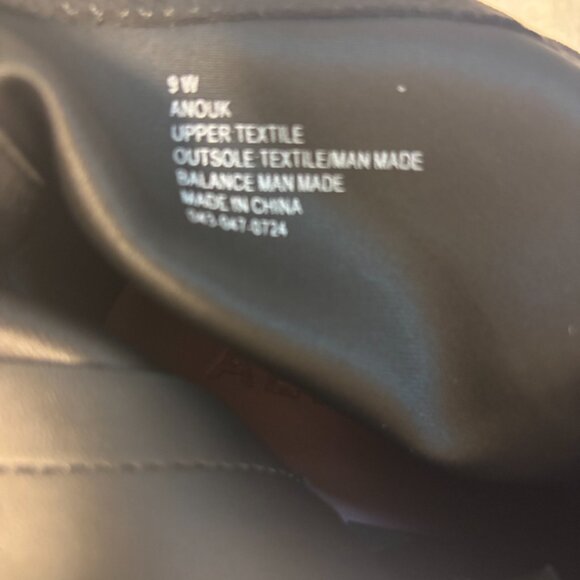 9 W
ANOUK
UPPER TEXTILE
OUTSOLE TEXTILE/MAN MADE
BALANCE MAN MADE
MADE IN CHINA
043-047-0724